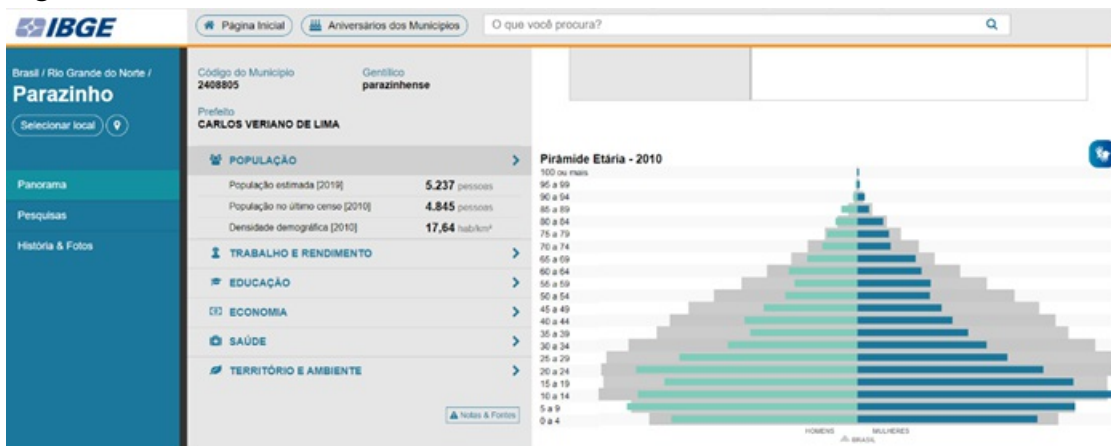 IBGE
Página Inicial
Aniversários dos Municípios
O que você procura?
Brasil / Rio Grande do Norte /
Parazinho
Selecionar local
Panorama
Pesquisas
História & Fotos
Código do Município
2408805
Gentílico
parazinhense
Prefeito
CARLOS VERIANO DE LIMA
POPULAÇÃO
População estimada [2019] 5.237 pessoas
População no último censo [2010] 4.845 pessoas
Densidade demográfica [2010] 17,64 hab/km²
TRABALHO E RENDIMENTO
EDUCAÇÃO
ECONOMIA
SAÚDE
TERRITÓRIO E AMBIENTE
Notas & Fontes
Pirâmide Etária - 2010
100 ou mais
95 a 99
90 a 94
85 a 89
80 a 84
75 a 79
70 a 74
65 a 69
60 a 64
55 a 59
50 a 54
45 a 49
40 a 44
35 a 39
30 a 34
25 a 29
20 a 24
15 a 19
10 a 14
5 a 9
0 a 4
HOMENS MULHERES
BRASIL